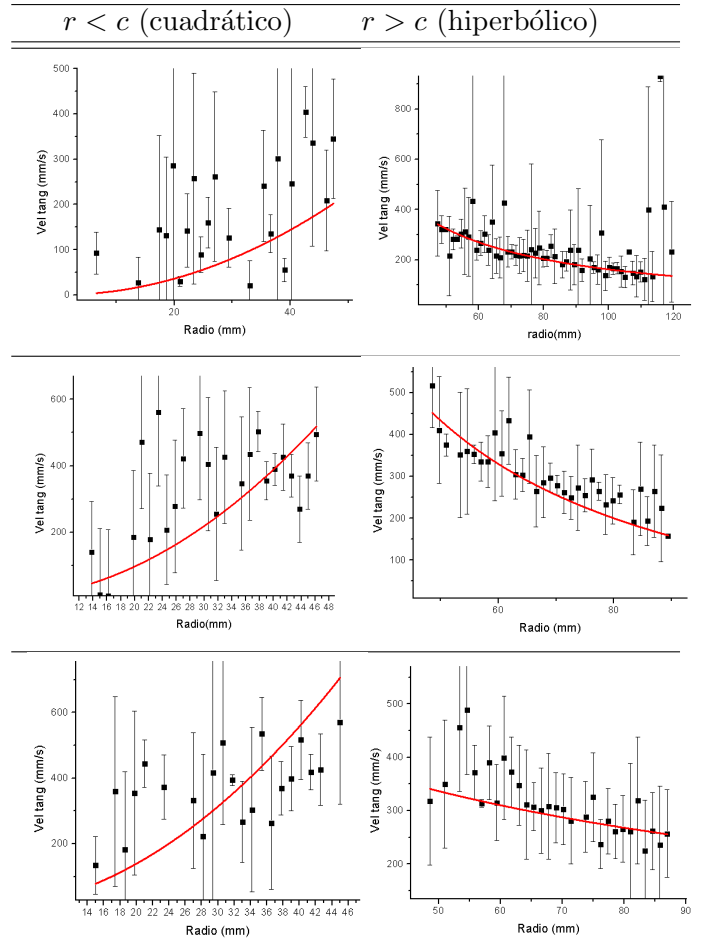 r < c (cuadrático) r > c (hiperbólico)
500
400
300
200
100
0
Vel tang (mm/s)
20 40
Radio (mm)
800
600
400
200
Vel tang (mm/s)
60 80 100 120
radio(mm)
600
400
200
Vel tang (mm/s)
12 14 16 18 20 22 24 26 28 30 32 34 36 38 40 42 44 46 48
Radio(mm)
500
400
300
200
100
Vel tang (mm/s)
60 80
Radio (mm)
600
400
200
Vel tang (mm/s)
14 16 18 20 22 24 26 28 30 32 34 36 38 40 42 44 46
Radio (mm)
500
400
300
200
Vel tang (mm/s)
50 60 70 80 90
Radio (mm)